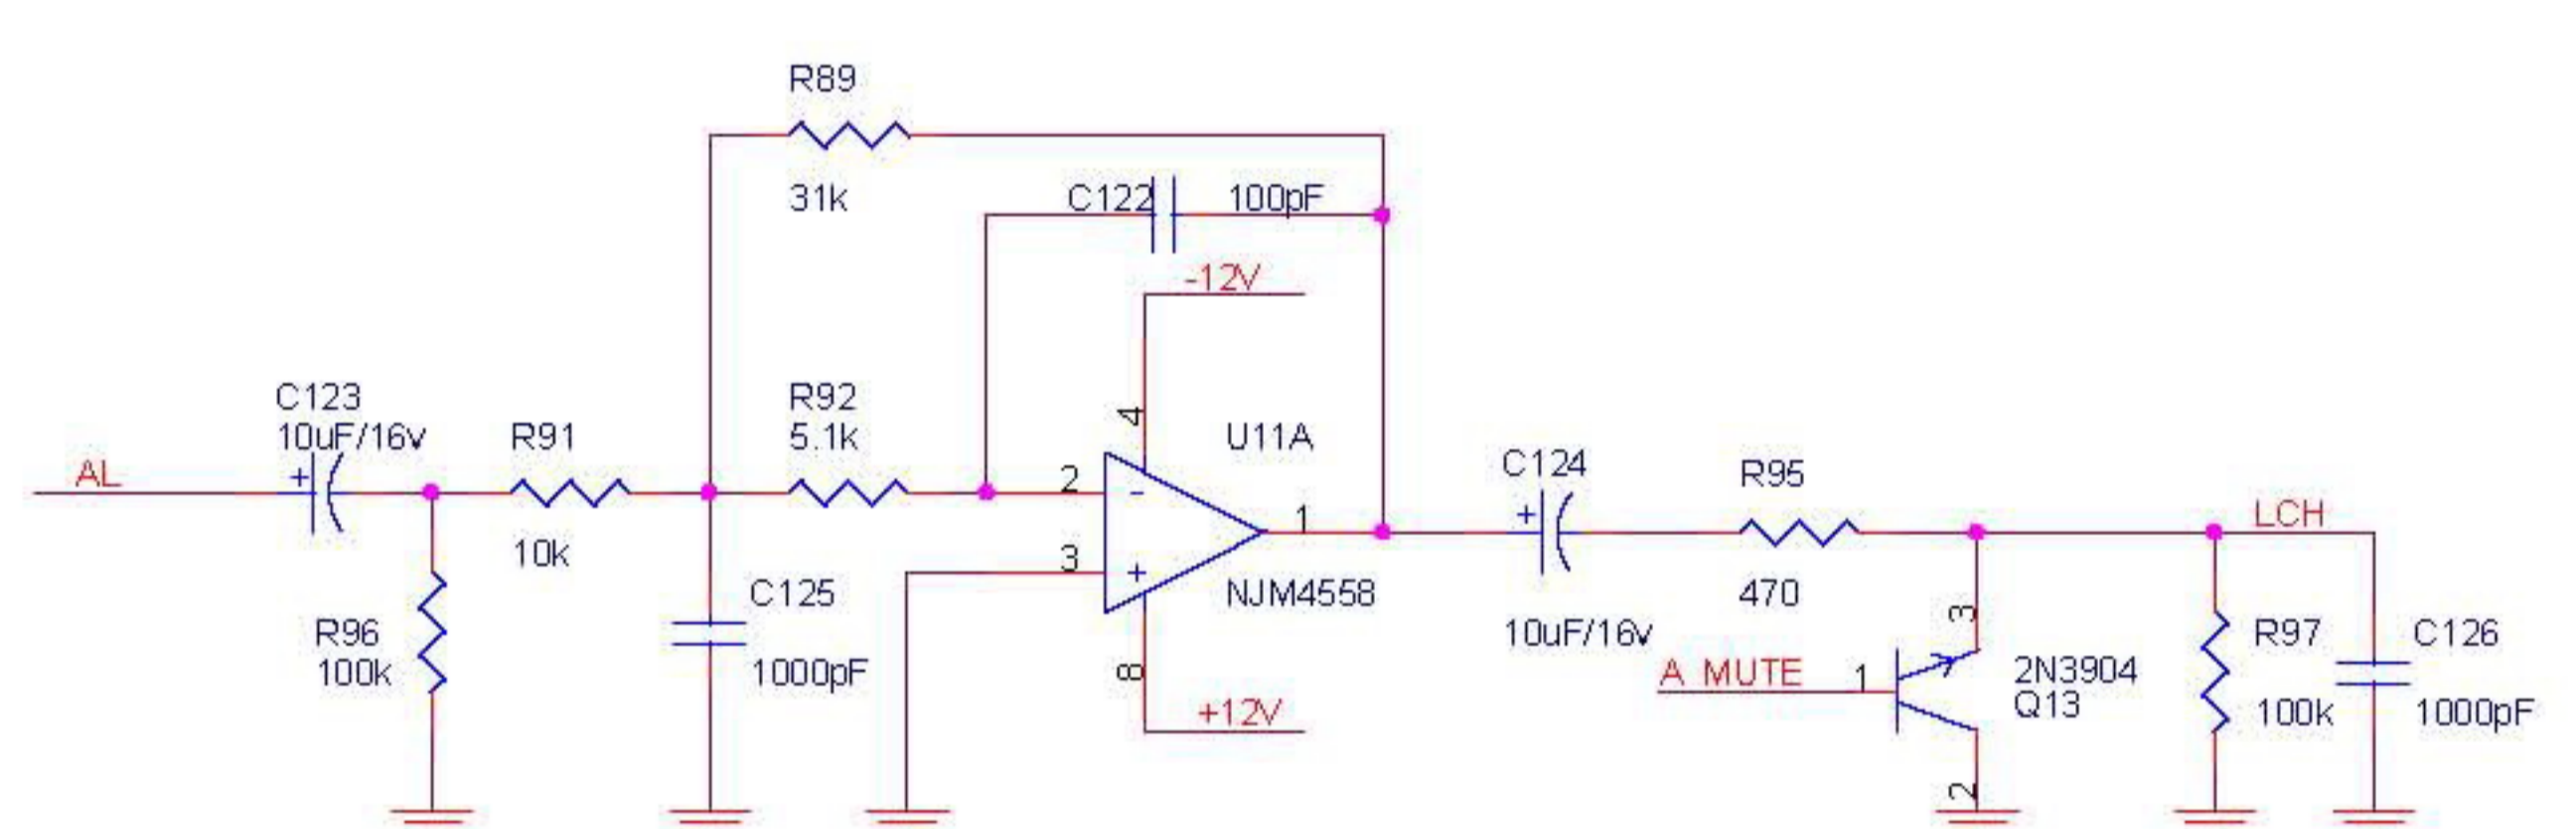 R89
31k
C122
100pF
-12V
4
C123
10uF/16v
AL
+
R91
10k
R92
5.1k
2
-
3
+
U11A
1
NJM4558
8
+12V
R96
100k
C125
1000pF
C124
+
10uF/16v
R95
470
LCH
A MUTE
1
3
2N3904
Q13
2
R97
100k
C126
1000pF